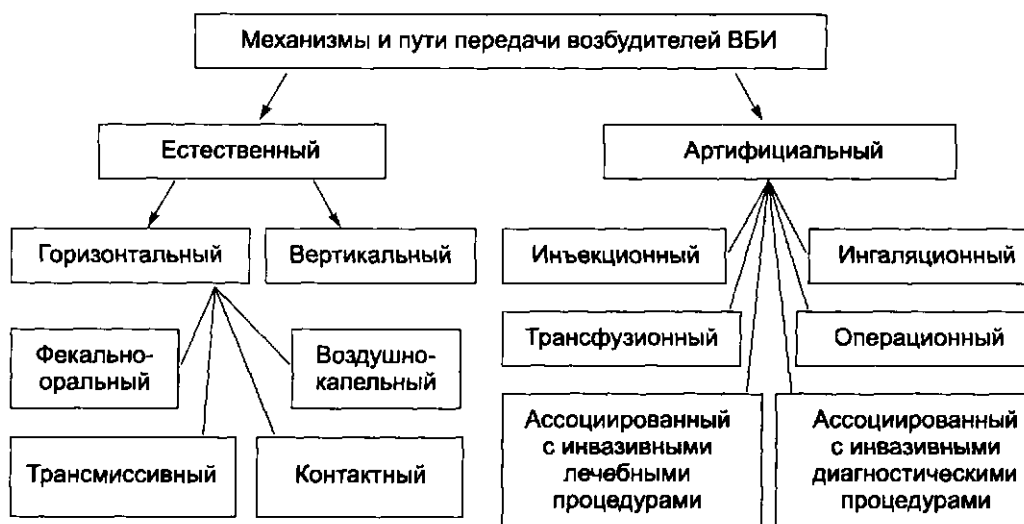 Механизмы и пути передачи возбудителей ВБИ
Естественный
Артифициальный
Горизонтальный
Вертикальный
Инъекционный
Ингаляционный
Фекально-
оральный
Воздушно-
капельный
Трансфузионный
Операционный
Трансмиссивный
Контактный
Ассоциированный
с инвазивными
лечебными
процедурами
Ассоциированный
с инвазивными
диагностическими
процедурами